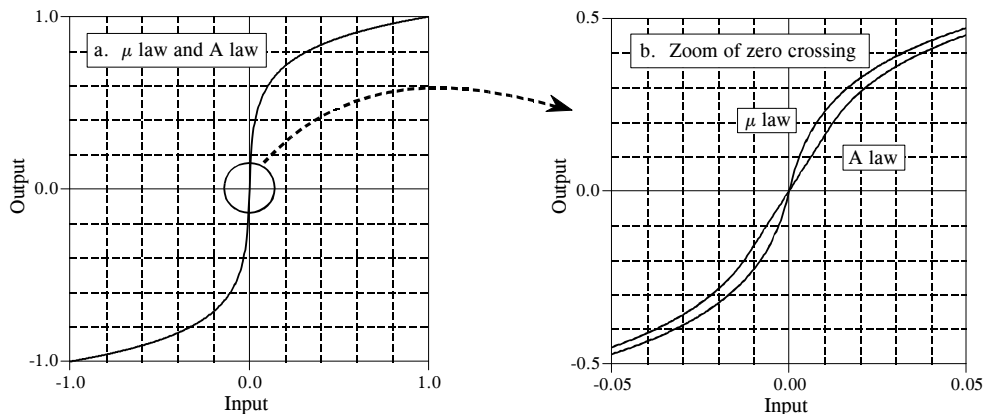 1.0
a. μ law and A law
Output
0.0
-1.0
-1.0
0.0
1.0
Input
0.5
b. Zoom of zero crossing
μ law
A law
Output
0.0
-0.5
-0.05
0.00
0.05
Input